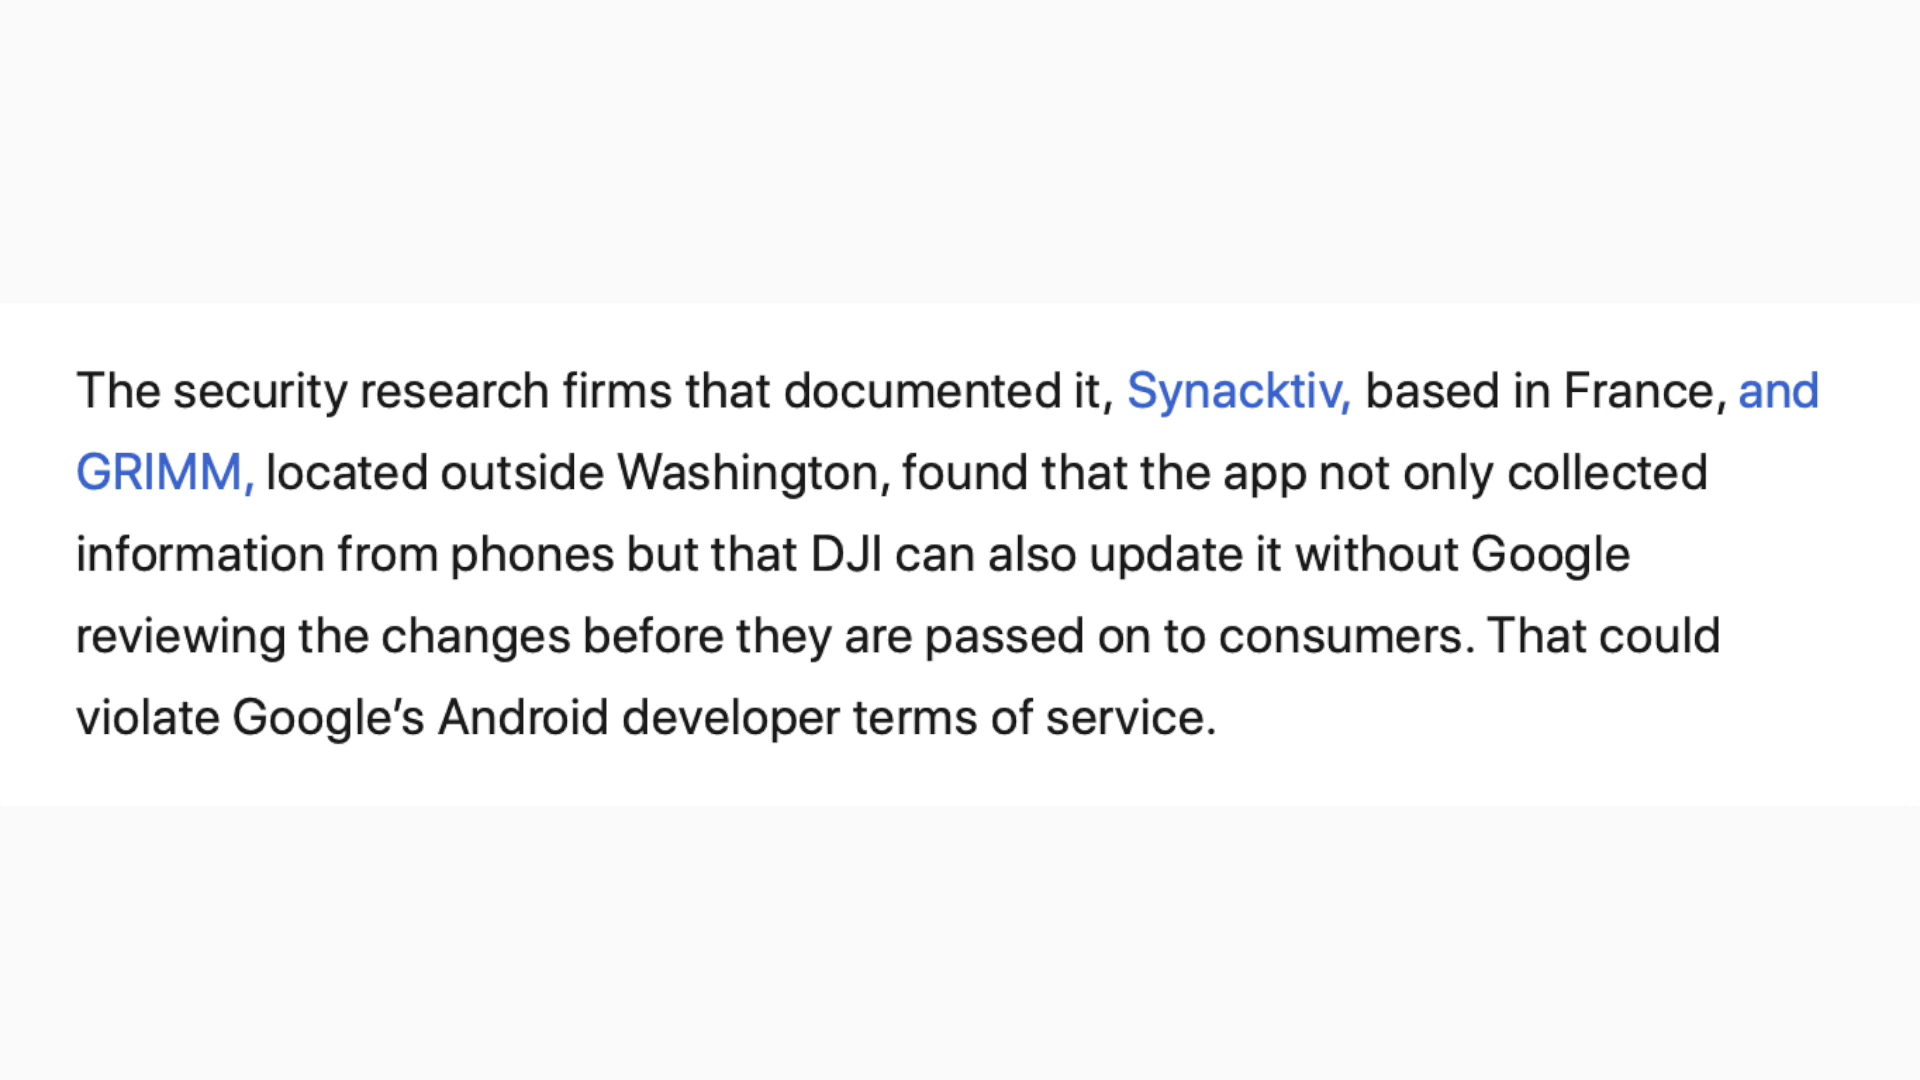 The security research firms that documented it, Synacktiv, based in France, and
GRIMM, located outside Washington, found that the app not only collected
information from phones but that DJI can also update it without Google
reviewing the changes before they are passed on to consumers. That could
violate Google’s Android developer terms of service.